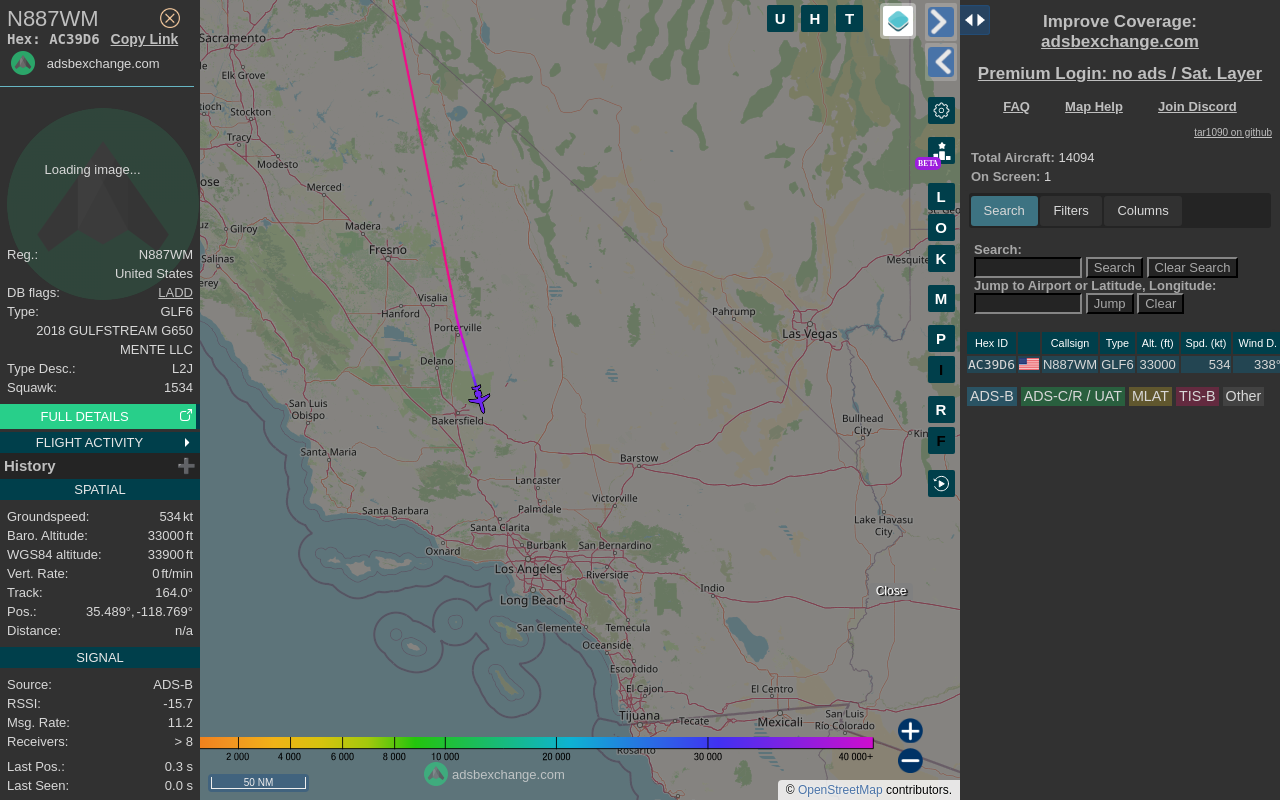 N887WM
Hex: AC39D6 Copy Link
adsbexchange.com
Loading image...
Reg.: N887WM
United States
DB flags: LADD
Type: GLF6
2018 GULFSTREAM G650
MENTE LLC
Type Desc.: L2J
Squawk: 1534
FULL DETAILS
FLIGHT ACTIVITY
History
SPATIAL
Groundspeed: 534 kt
Baro. Altitude: 33000 ft
WGS84 altitude: 33900 ft
Vert. Rate: 0 ft/min
Track: 164.0°
Pos.: 35.489°, -118.769°
Distance: n/a
SIGNAL
Source: ADS-B
RSSI: -15.7
Msg. Rate: 11.2
Receivers: > 8
Last Pos.: 0.3 s
Last Seen: 0.0 s
U H T
Sacramento
Elk Grove
Stockton
Tracy
Modesto
Merced
Gilroy
Salinas
Madera
Fresno
Visalia
Hanford
Porterville
Delano
San Luis
Obispo
Bakersfield
Santa Maria
Santa Barbara
Lancaster
Palmdale
Santa Clarita
Oxnard
Burbank
Los Angeles
Long Beach
Barstow
Victorville
San Bernardino
Riverside
San Clemente
Temecula
Oceanside
Escondido
El Cajon
Tijuana
Tecate
Rosarito
Indio
El Centro
Mexicali
San Luis
Río Colorado
Pahrump
Las Vegas
Mesquite
Bullhead
City
Lake Havasu
City
Close
BETA
L
O
K
M
P
I
R
F
2 000 4 000 6 000 8 000 10 000 20 000 30 000 40 000+
adsbexchange.com
50 NM
© OpenStreetMap contributors.
Improve Coverage:
adsbexchange.com
Premium Login: no ads / Sat. Layer
FAQ Map Help Join Discord
tar1090 on github
Total Aircraft: 14094
On Screen: 1
Search Filters Columns
Search:
Search Clear Search
Jump to Airport or Latitude, Longitude:
Jump Clear
Hex ID Callsign Type Alt. (ft) Spd. (kt) Wind D.
AC39D6 N887WM GLF6 33000 534 338°
ADS-B ADS-C/R / UAT MLAT TIS-B Other